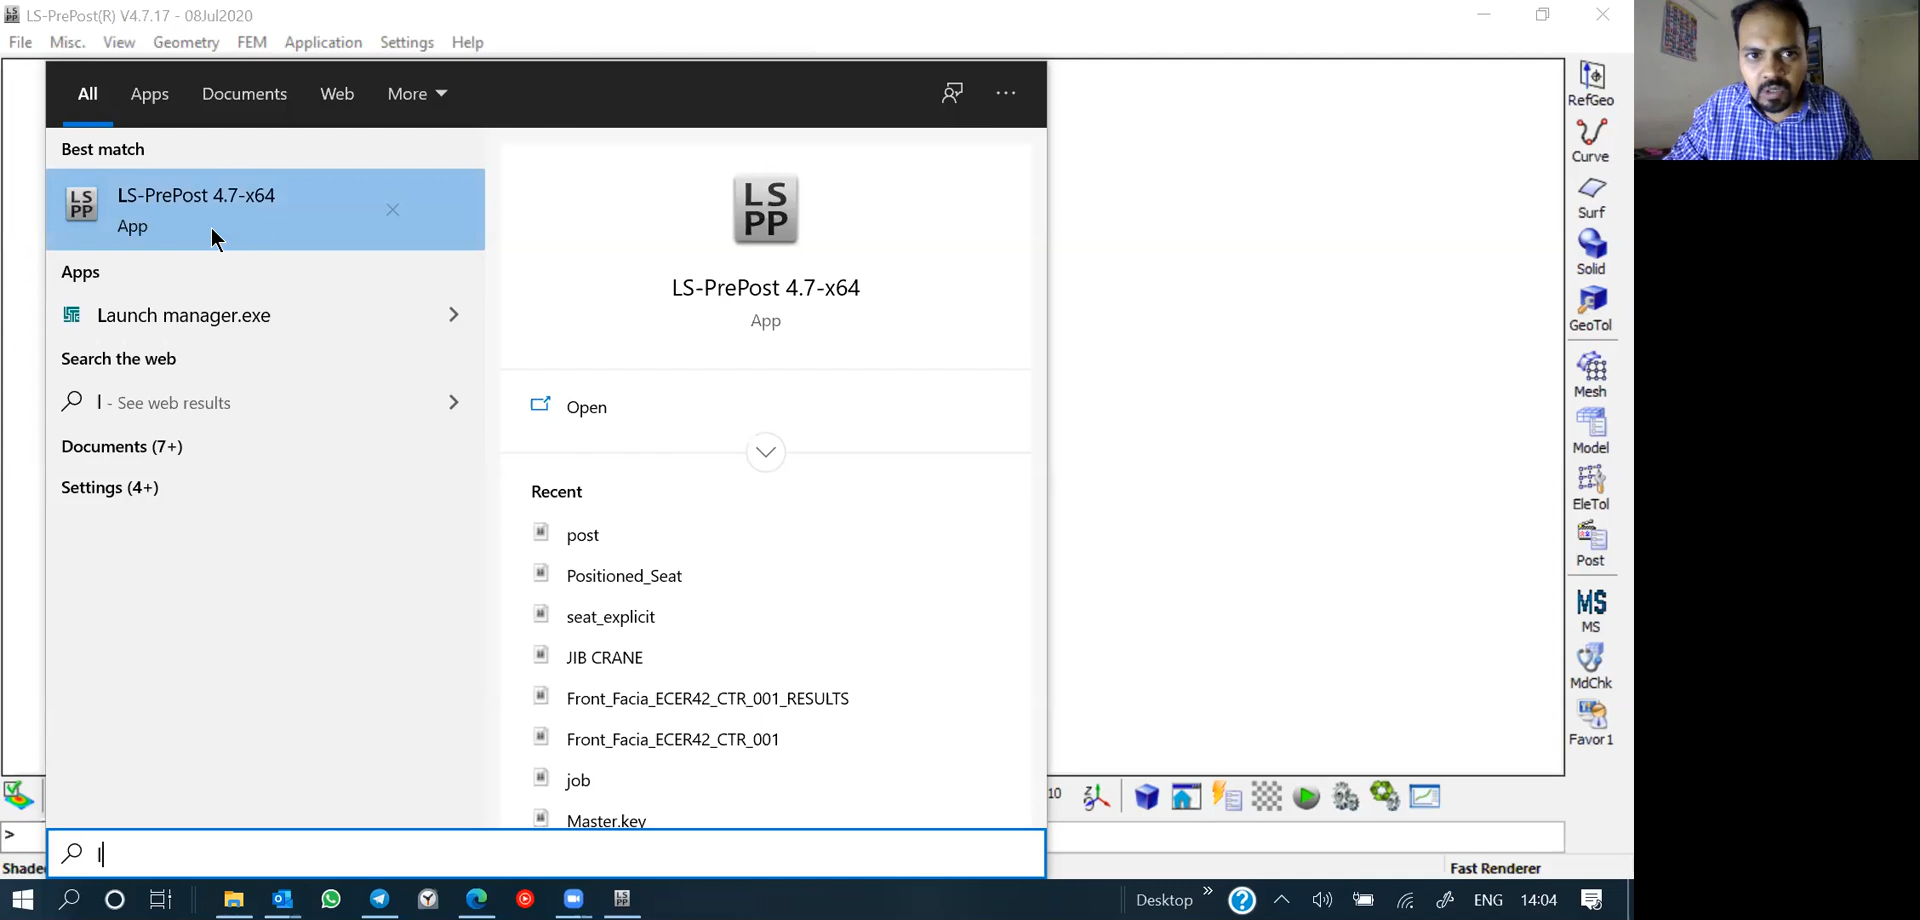 LS-PrePost(R) V4.7.17 - 08Jul2020
File Misc. View Geometry FEM Application Settings Help
All Apps Documents Web More
Best match
LS-PrePost 4.7-x64
App
Apps
Launch manager.exe
Search the web
l - See web results
Documents (7+)
Settings (4+)
LS
PP
LS-PrePost 4.7-x64
App
Open
Recent
post
Positioned_Seat
seat_explicit
JIB CRANE
Front_Facia_ECER42_CTR_001_RESULTS
Front_Facia_ECER42_CTR_001
job
Master.key
l
RefGeo
Curve
Surf
Solid
GeoTol
Mesh
Model
EleTol
Post
MS
MS
MdChk
Favor1
10
>
Shade
Fast Renderer
Desktop
ENG
14:04